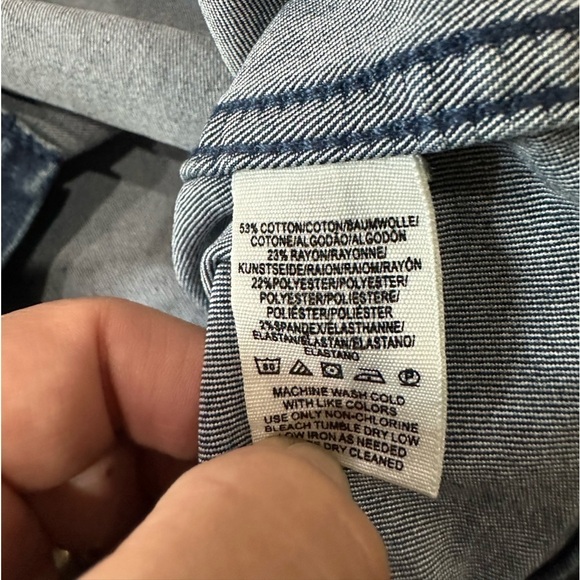 53% COTTON/COTON/BAUMWOLLE/
COTONE/ALGODÃO/ALGODÓN
23% RAYON/RAYONNE/
KUNSTSEIDE/RAION/RAIOM/RAYÓN
22% POLYESTER/POLYESTER/
POLYESTER/POLIESTERE/
POLIÉSTER/POLIÉSTER
2% SPANDEX/ELASTHANNE/
ELASTAN/ELASTAN/ELASTANO/
ELASTANO
30
P
MACHINE WASH COLD
WITH LIKE COLORS
USE ONLY NON-CHLORINE
BLEACH TUMBLE DRY LOW
LOW IRON AS NEEDED
DRY CLEANED